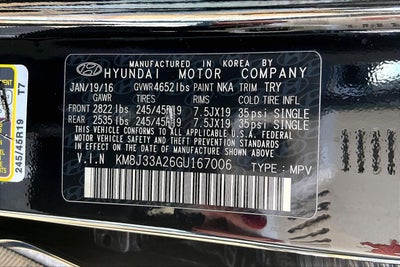 MANUFACTURED IN KOREA BY
HYUNDAI MOTOR COMPANY
JAN/19/16 GVWR4652lbs PAINT NKA TRIM TRY
GAWR TIRES RIMS COLD TIRE INFL
FRONT 2822lbs 245/45R19 7.5JX19 35psi SINGLE
REAR 2535lbs 245/45R19 7.5JX19 35psi SINGLE
THIS VEHICLE CONFORMS TO ALL APPLICABLE U.S. FEDERAL
MOTOR VEHICLE SAFETY, BUMPER, AND THEFT PREVENTION
STANDARDS IN EFFECT ON THE DATE OF MANUFACTURE
SHOWN ABOVE.
V.I.N KM8J33A26GU167006 TYPE : MPV
245/45R19 T7